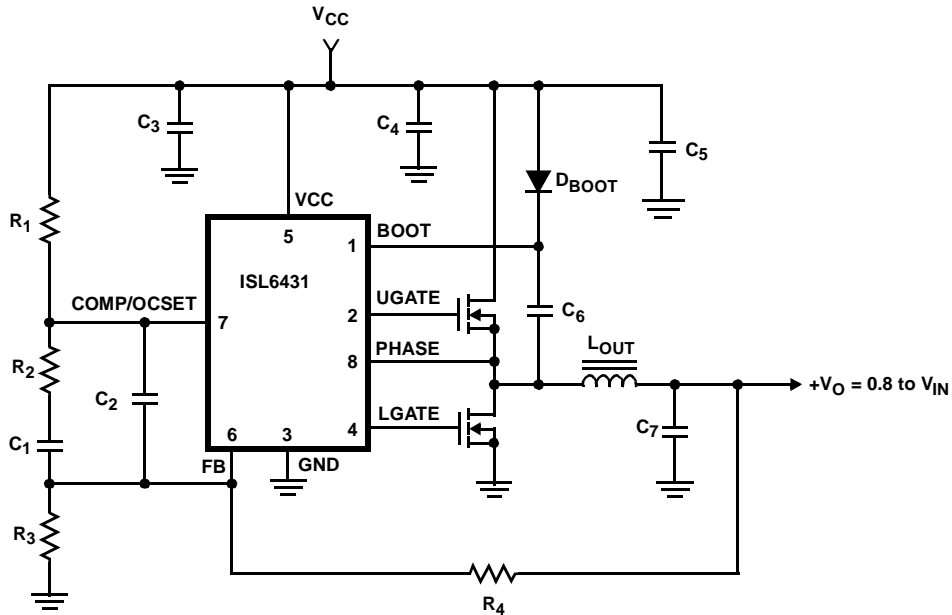 VCC
C3
C4
C5
DBOOT
VCC
R1
5
1
BOOT
ISL6431
COMP/OCSET
7
UGATE
2
C6
R2
C2
PHASE
8
LOUT
+VO = 0.8 to VIN
C1
LGATE
4
C7
6
3
FB
GND
R3
R4